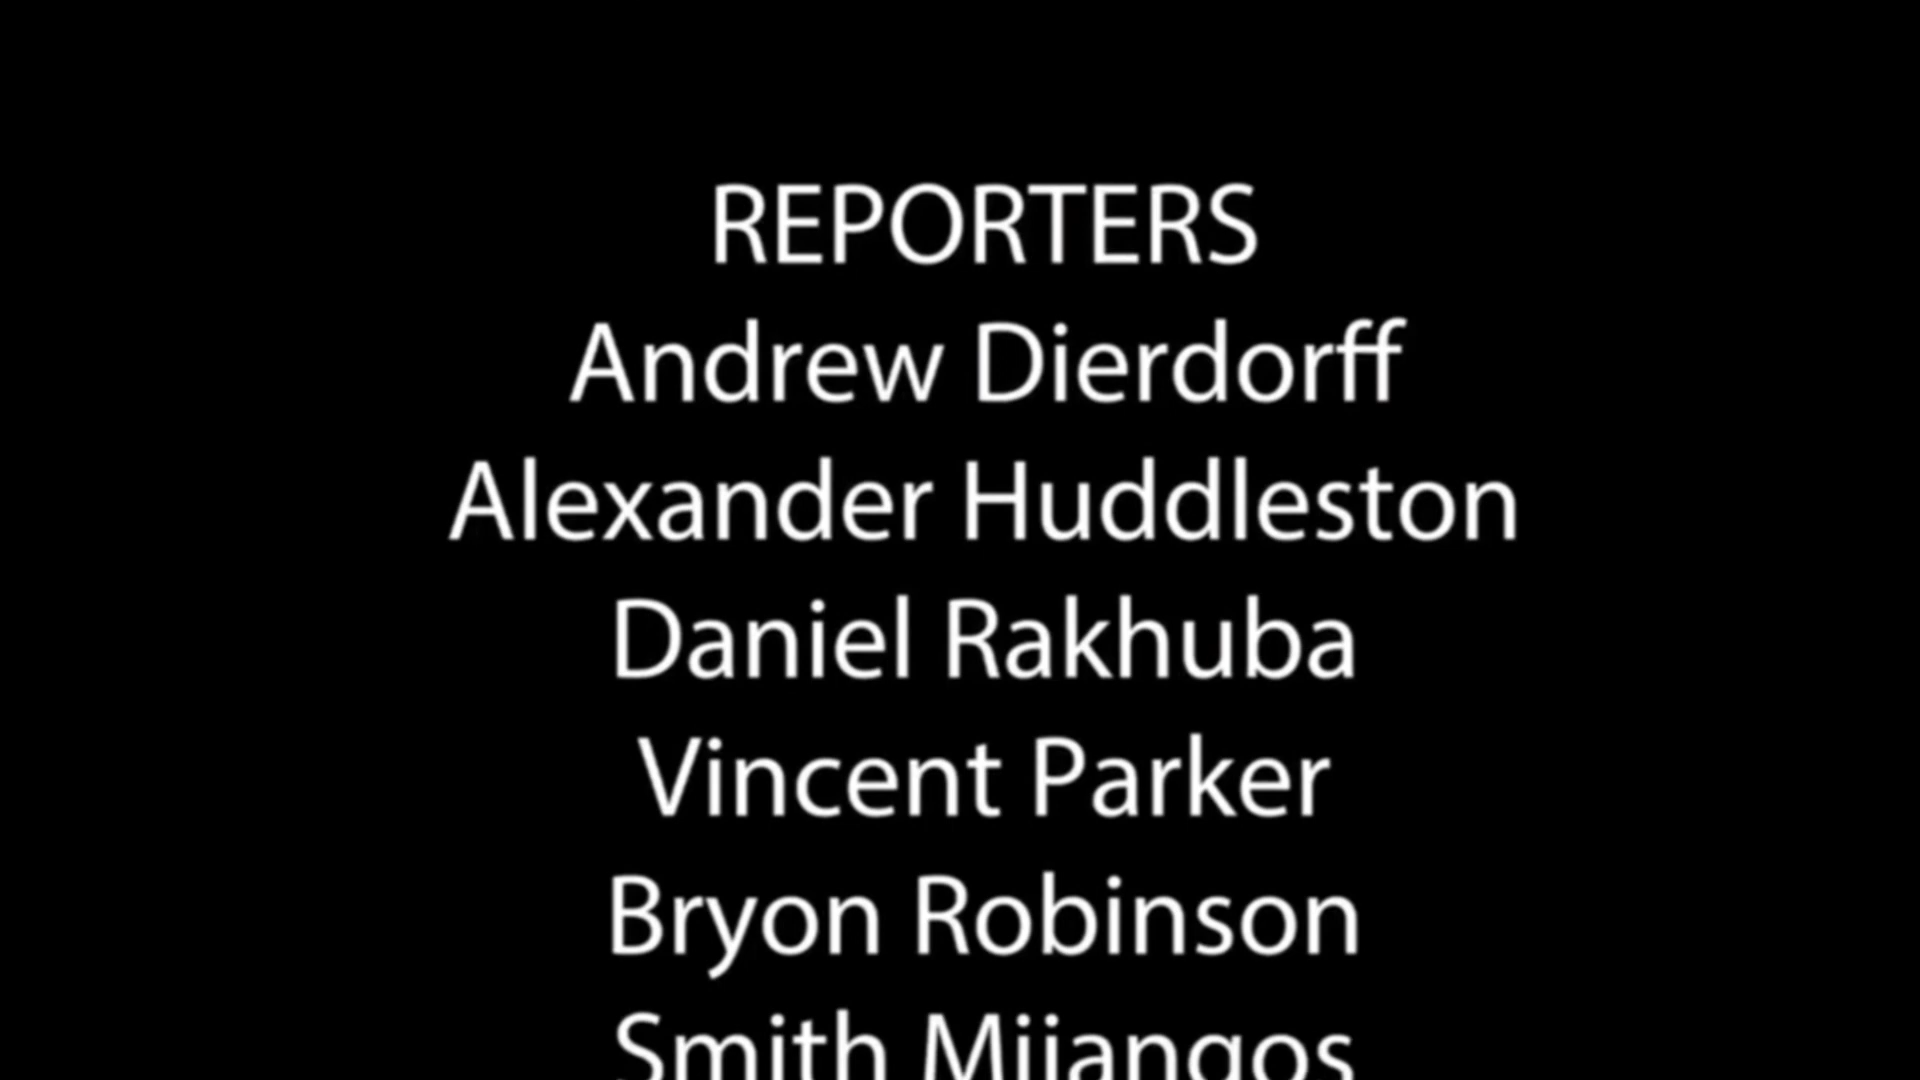 REPORTERS
Andrew Dierdorff
Alexander Huddleston
Daniel Rakhuba
Vincent Parker
Bryon Robinson
Smith Mijangos